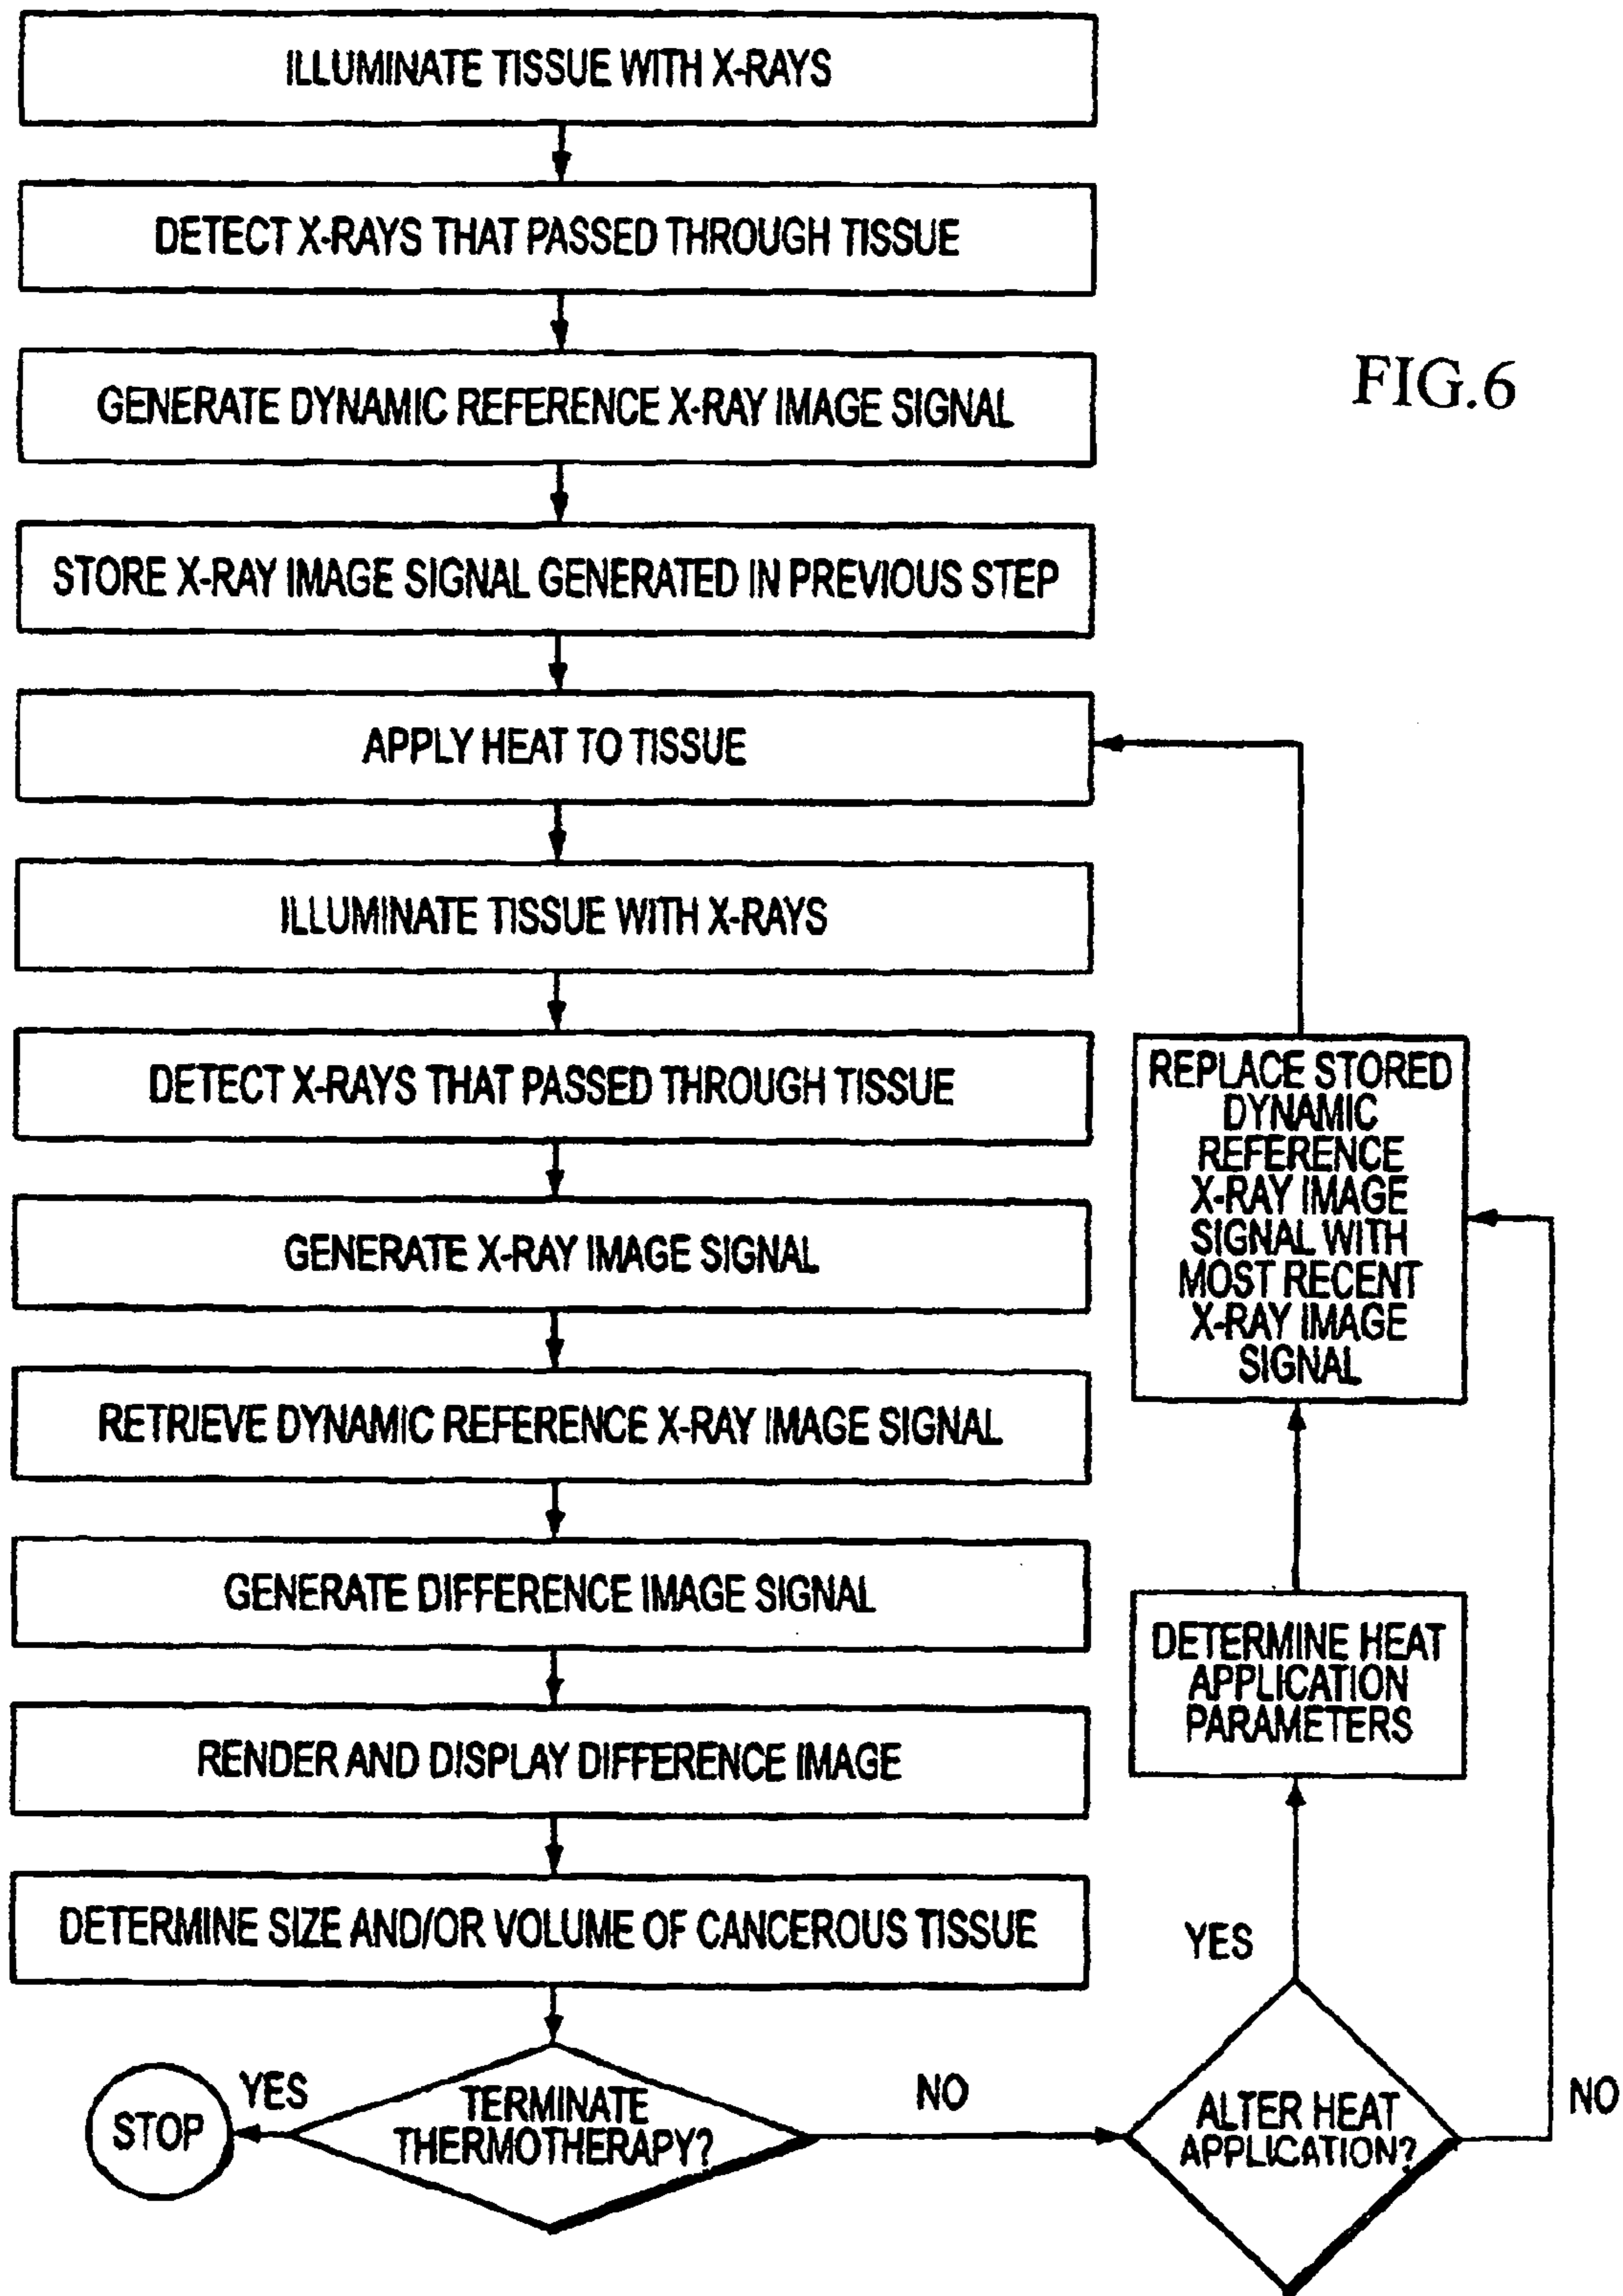 ILLUMINATE TISSUE WITH X-RAYS
DETECT X-RAYS THAT PASSED THROUGH TISSUE
GENERATE DYNAMIC REFERENCE X-RAY IMAGE SIGNAL
FIG.6
STORE X-RAY IMAGE SIGNAL GENERATED IN PREVIOUS STEP
APPLY HEAT TO TISSUE
ILLUMINATE TISSUE WITH X-RAYS
DETECT X-RAYS THAT PASSED THROUGH TISSUE
GENERATE X-RAY IMAGE SIGNAL
RETRIEVE DYNAMIC REFERENCE X-RAY IMAGE SIGNAL
GENERATE DIFFERENCE IMAGE SIGNAL
RENDER AND DISPLAY DIFFERENCE IMAGE
DETERMINE SIZE AND/OR VOLUME OF CANCEROUS TISSUE
TERMINATE
THERMOTHERAPY?
YES
STOP
NO
ALTER HEAT
APPLICATION?
YES
NO
DETERMINE HEAT
APPLICATION
PARAMETERS
REPLACE STORED
DYNAMIC
REFERENCE
X-RAY IMAGE
SIGNAL WITH
MOST RECENT
X-RAY IMAGE
SIGNAL